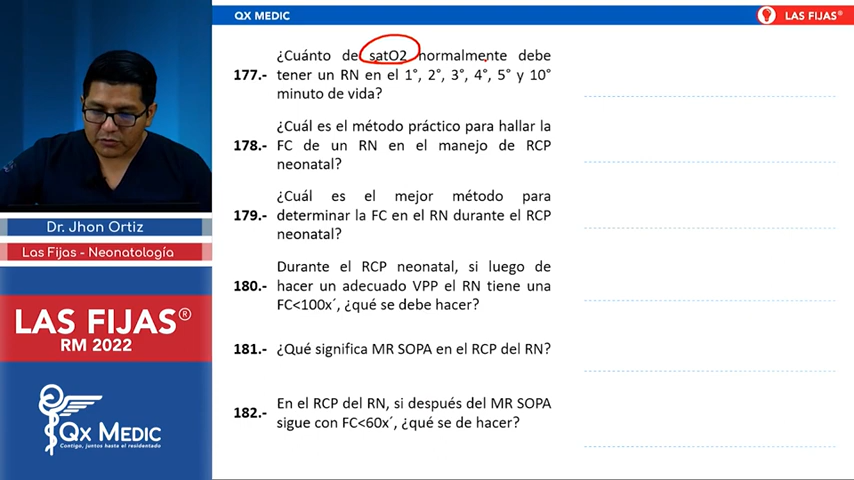 QX MEDIC
LAS FIJAS®
¿Cuánto de satO2 normalmente debe
177.- tener un RN en el 1°, 2°, 3°, 4°, 5° y 10°
minuto de vida?
¿Cuál es el método práctico para hallar la
178.- FC de un RN en el manejo de RCP
neonatal?
¿Cuál es el mejor método para
179.- determinar la FC en el RN durante el RCP
neonatal?
Durante el RCP neonatal, si luego de
180.- hacer un adecuado VPP el RN tiene una
FC<100x´, ¿qué se debe hacer?
181.- ¿Qué significa MR SOPA en el RCP del RN?
En el RCP del RN, si después del MR SOPA
182.- sigue con FC<60x´, ¿qué se de hacer?
Dr. Jhon Ortiz
Las Fijas - Neonatología
LAS FIJAS®
RM 2022
QX MEDIC
Contigo, juntos hasta el residentado